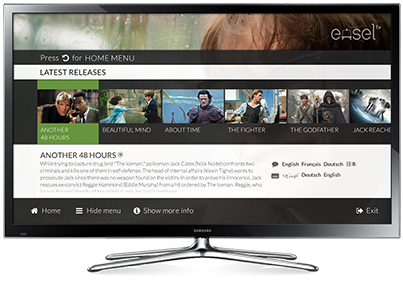 easel tv
Press for HOME MENU
LATEST RELEASES
ANOTHER
48 HOURS
BEAUTIFUL MIND
ABOUT TIME
THE FIGHTER
THE GODFATHER
JACK REACHE
ANOTHER 48 HOURS
While trying to capture drug lord "The Iceman," policeman Jack Cates (Nick Nolte) confronts two
criminals and kills one of them in self-defense. The head of internal affairs (Kevin Tighe) wants to
prosecute Jack since there was no weapon found on the victim. In order to prove his innocence, Jack
rescues ex-convict Reggie Hammond (Eddie Murphy) from a hit ordered by The Iceman. Reggie, who
English Français Deutsch 日本
Deutsch English
Home
Hide menu
Show more info
Exit
SAMSUNG